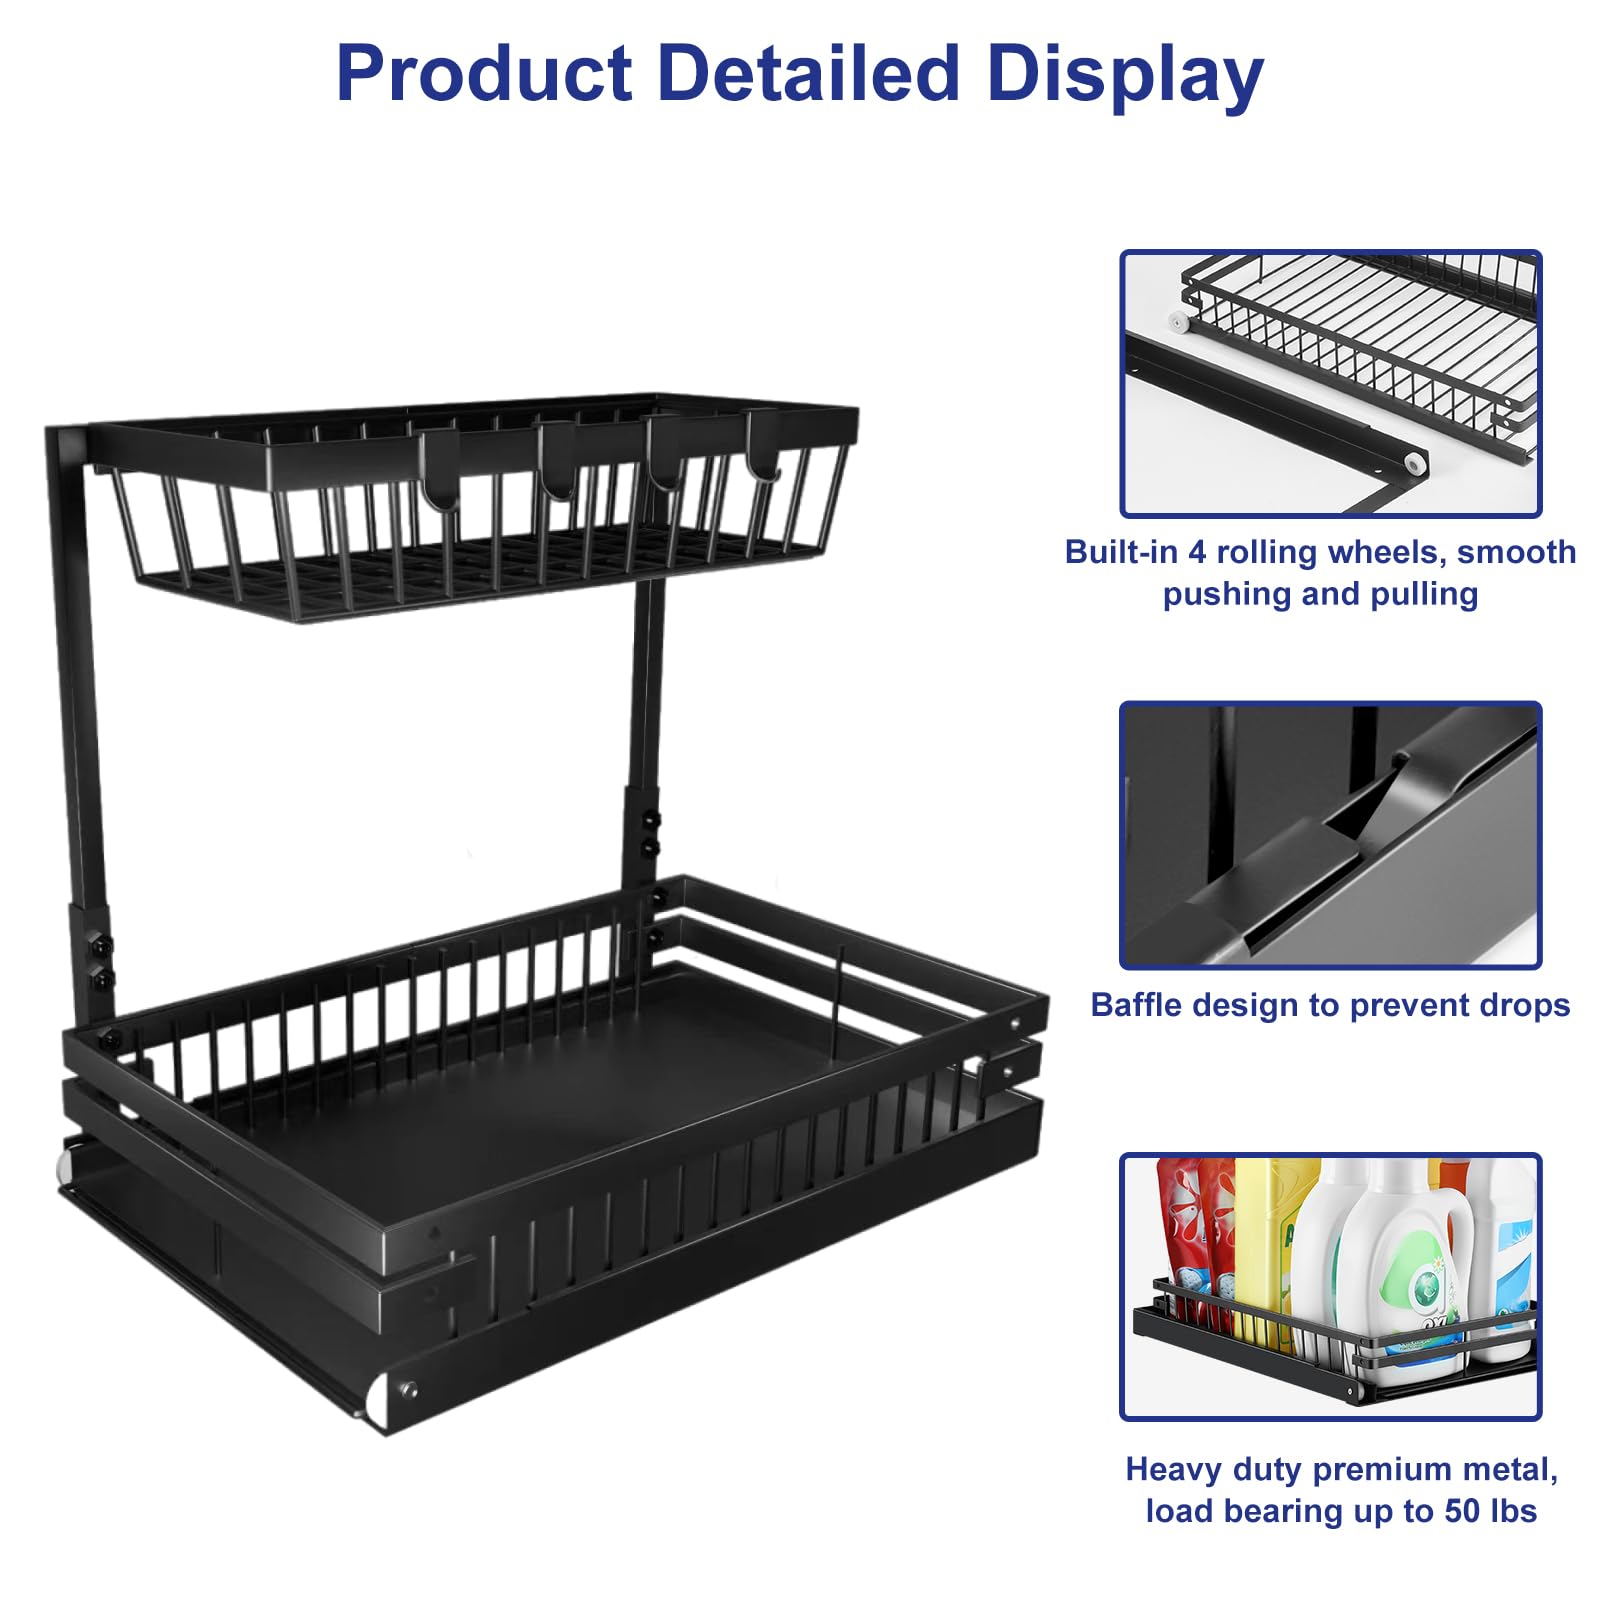 Product Detailed Display
Built-in 4 rolling wheels, smooth
pushing and pulling
Baffle design to prevent drops
Heavy duty premium metal,
load bearing up to 50 lbs